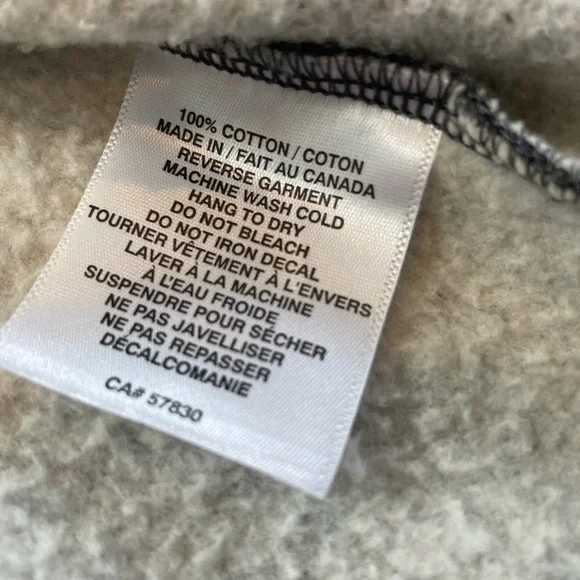 100% COTTON / COTON
MADE IN / FAIT AU CANADA
REVERSE GARMENT
MACHINE WASH COLD
HANG TO DRY
DO NOT BLEACH
DO NOT IRON DECAL
TOURNER VÊTEMENT À L'ENVERS
LAVER À LA MACHINE
À L'EAU FROIDE
SUSPENDRE POUR SÉCHER
NE PAS JAVELLISER
NE PAS REPASSER
DÉCALCOMANIE
CA# 57830